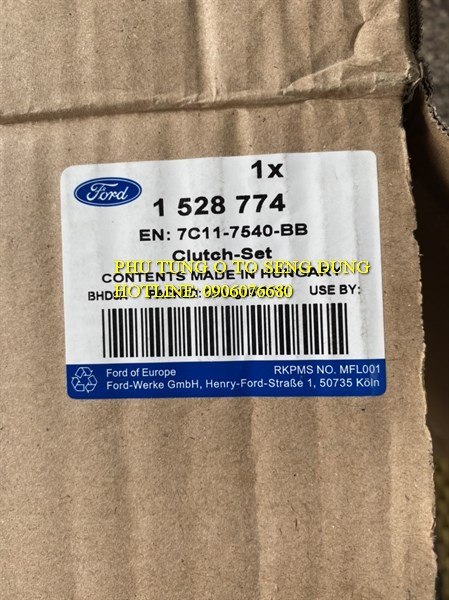 1x
Ford
1 528 774
EN: 7C11-7540-BB
Clutch-Set
PHU TUNG O TO SENG DUNG
CONTENTS MADE IN HUNGARY
HOTLINE: 0906076630
USE BY:
Ford of Europe
RKPMS NO. MFL001
Ford-Werke GmbH, Henry-Ford-Straße 1, 50735 Köln